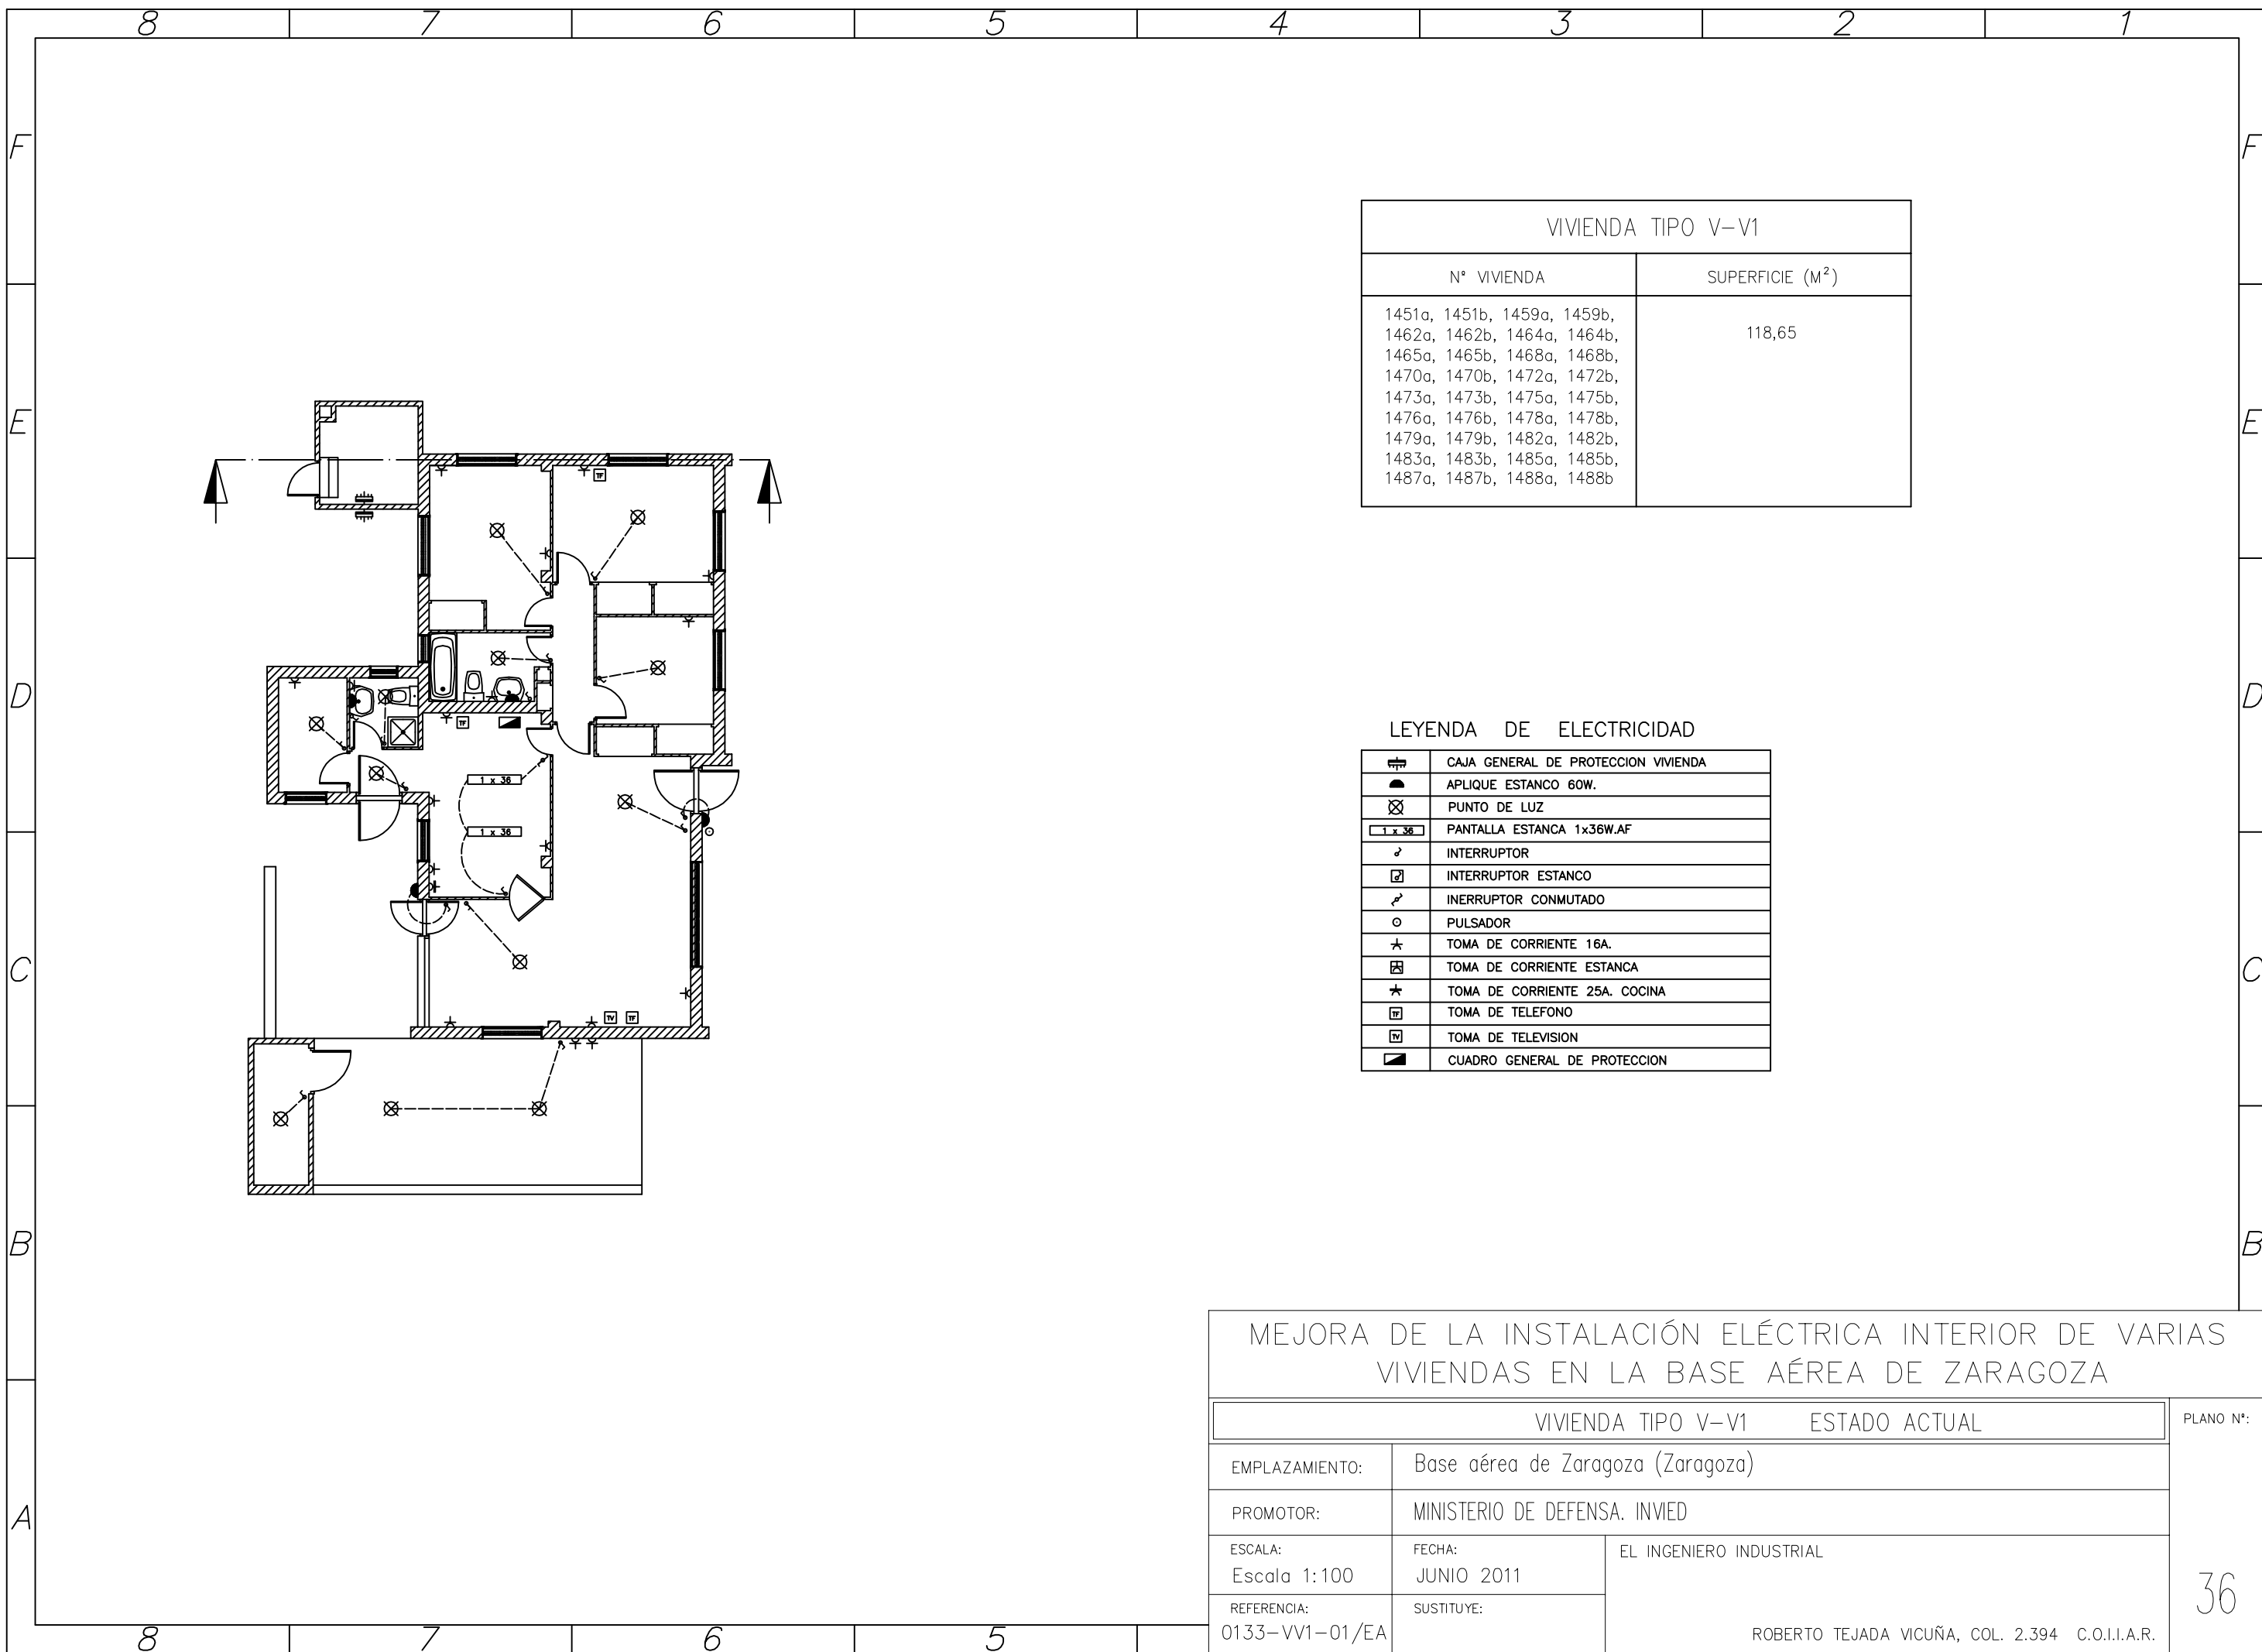 8 7 6 5 4 3 2 1
F F
VIVIENDA TIPO V-V1
Nº VIVIENDA SUPERFICIE (M²)
1451a, 1451b, 1459a, 1459b,
1462a, 1462b, 1464a, 1464b,
1465a, 1465b, 1468a, 1468b,
1470a, 1470b, 1472a, 1472b,
1473a, 1473b, 1475a, 1475b,
1476a, 1476b, 1478a, 1478b,
1479a, 1479b, 1482a, 1482b,
1483a, 1483b, 1485a, 1485b,
1487a, 1487b, 1488a, 1488b
118,65
E E
TF
D D
TF
1 x 36
1 x 36
LEYENDA DE ELECTRICIDAD
CAJA GENERAL DE PROTECCION VIVIENDA
APLIQUE ESTANCO 60W.
PUNTO DE LUZ
1 x 36 PANTALLA ESTANCA 1x36W.AF
INTERRUPTOR
INTERRUPTOR ESTANCO
INERRUPTOR CONMUTADO
PULSADOR
TOMA DE CORRIENTE 16A.
TOMA DE CORRIENTE ESTANCA
TOMA DE CORRIENTE 25A. COCINA
TF TOMA DE TELEFONO
TV TOMA DE TELEVISION
CUADRO GENERAL DE PROTECCION
C C
TV TF
B B
A
MEJORA DE LA INSTALACIÓN ELÉCTRICA INTERIOR DE VARIAS
VIVIENDAS EN LA BASE AÉREA DE ZARAGOZA
VIVIENDA TIPO V-V1 ESTADO ACTUAL
PLANO Nº:
EMPLAZAMIENTO: Base aérea de Zaragoza (Zaragoza)
PROMOTOR: MINISTERIO DE DEFENSA. INVIED
ESCALA: FECHA: EL INGENIERO INDUSTRIAL
Escala 1:100 JUNIO 2011
36
REFERENCIA: SUSTITUYE:
0133-VV1-01/EA
ROBERTO TEJADA VICUÑA, COL. 2.394 C.O.I.I.A.R.
8 7 6 5